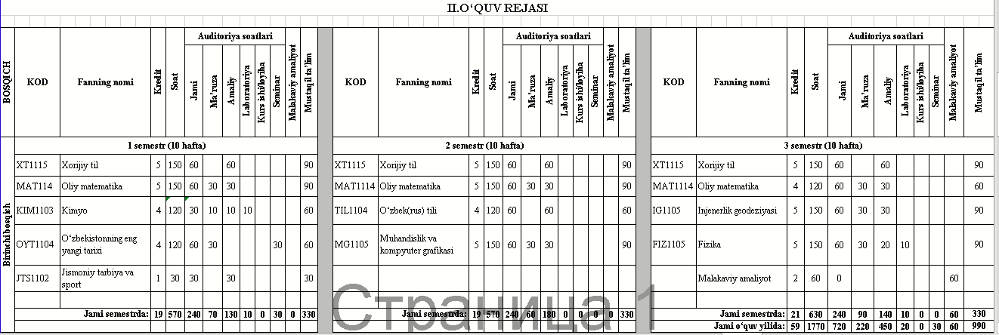 II.O‘QUV REJASI
BOSQICH KOD Fanning nomi Kredit Soat Auditoriya soatlari Jami Ma’ruza Amaliy Laboratoriya Kurs ishi/loyiha Seminar Malakaviy amaliyot Mustaqil ta’lim
KOD Fanning nomi Kredit Soat Auditoriya soatlari Jami Ma’ruza Amaliy Laboratoriya Kurs ishi/loyiha Seminar Malakaviy amaliyot Mustaqil ta’lim
KOD Fanning nomi Kredit Soat Auditoriya soatlari Jami Ma’ruza Amaliy Laboratoriya Kurs ishi/loyiha Seminar Malakaviy amaliyot Mustaqil ta’lim
Birinchi bosqich
1 semestr (10 hafta)
XT1115 Xorijiy til 5 150 60 60 90
MAT114 Oliy matematika 5 150 60 30 30 90
KIM1103 Kimyo 4 120 30 10 10 10 60
OYT1104 O‘zbekistonning eng
yangi tarixi 4 120 60 30 30 60
JTS1102 Jismoniy tarbiya va
sport 1 30 30 30 30
Jami semestrda: 19 570 240 70 130 10 0 30 0 330
2 semestr (10 hafta)
XT1115 Xorijiy til 5 150 60 60 90
MAT1114 Oliy matematika 5 150 60 30 30 90
TIL1104 O‘zbek(rus) tili 4 120 60 60 60
MG1105 Muhandislik va
kompyuter grafikasi 5 150 60 30 30 90
Jami semestrda: 19 570 240 60 180 0 0 0 0 330
3 semestr (10 hafta)
XT1115 Xorijiy til 5 150 60 60 90
MAT1114 Oliy matematika 4 120 60 30 30 60
IG1105 Injenerlik geodeziyasi 5 150 60 30 30 90
FIZ1105 Fizika 5 150 60 30 20 10 90
Malakaviy amaliyot 2 60 0 60
Jami semestrda: 21 630 240 90 140 10 0 0 60 330
Jami o‘quv yilida: 59 1770 720 220 450 20 0 30 60 990
Страница 1